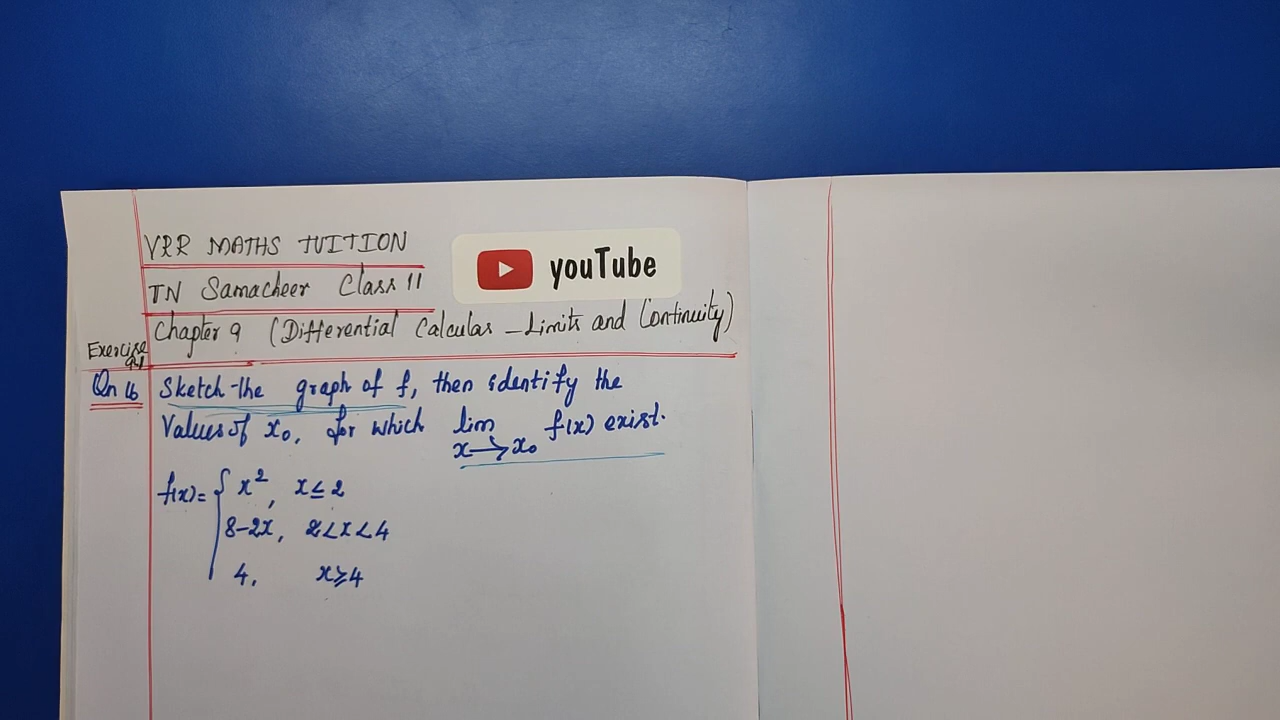 VRR MATHS TUITION
youTube
TN Samacheer Class 11
Chapter 9 (Differential Calculas - Limits and Continuity)
Exercise 9.1
Qn 16 Sketch the graph of f, then identify the
Values of x₀, for which lim x→x₀ f(x) exist.
f(x) = { x², x ≤ 2
8-2x, 2<x<4
4, x ≥ 4